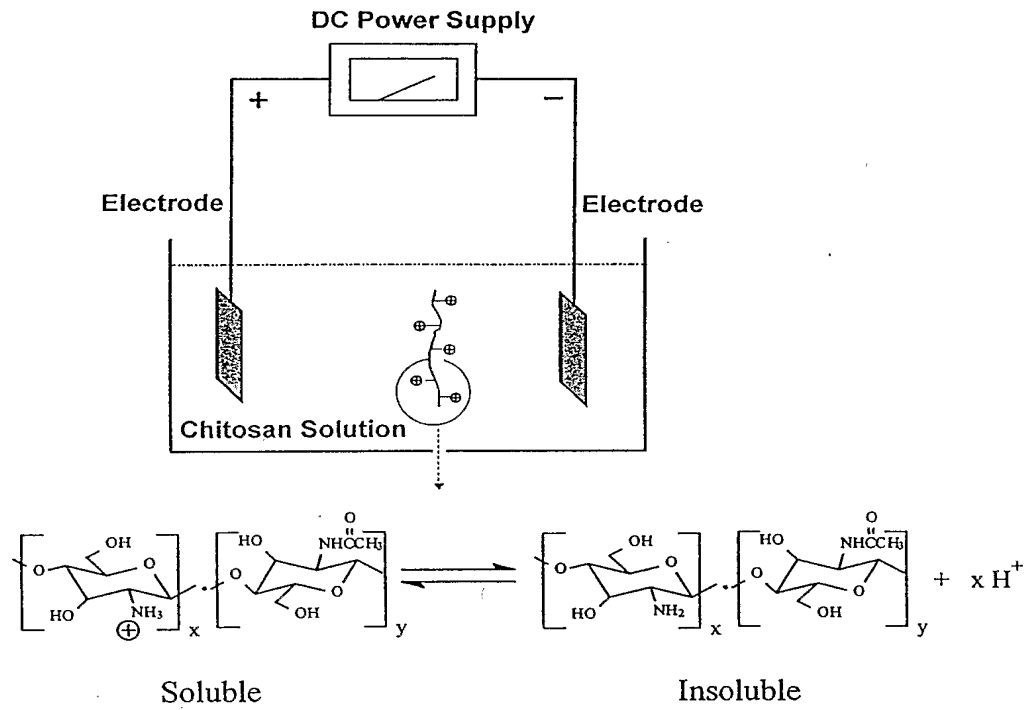 DC Power Supply
+ −
Electrode Electrode
⊕
⊕
⊕
⊕
⊕
Chitosan Solution
O
OH HO NHCCH₃ OH HO NHCCH₃
O O O O O O O O
HO NH₃ OH HO NH₂ OH
⊕ x y x y
+ x H⁺
Soluble Insoluble